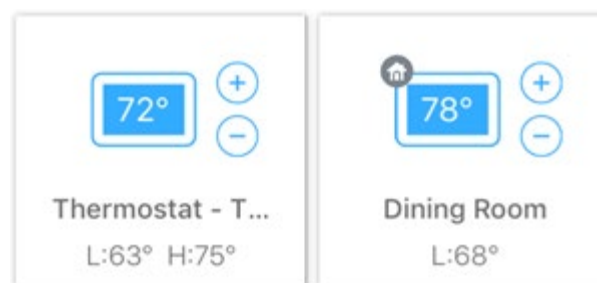 72°
+
−
Thermostat - T...
L:63° H:75°
78°
+
−
Dining Room
L:68°